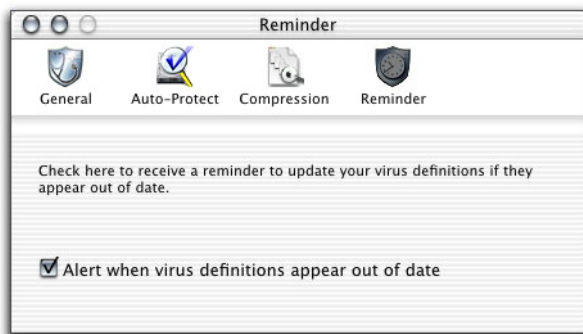 Reminder
General Auto-Protect Compression Reminder
Check here to receive a reminder to update your virus definitions if they
appear out of date.
Alert when virus definitions appear out of date